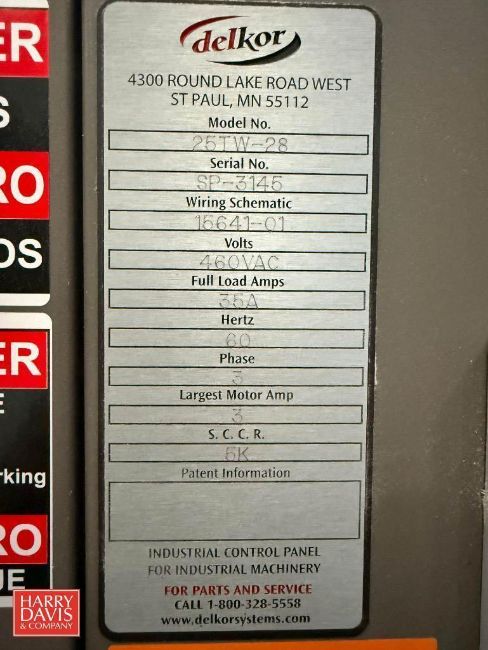 delkor
4300 ROUND LAKE ROAD WEST
ST PAUL, MN 55112
Model No.
25TW-28
Serial No.
SP-3145
Wiring Schematic
15641-01
Volts
460VAC
Full Load Amps
35A
Hertz
60
Phase
3
Largest Motor Amp
3
S. C. C. R.
5K
Patent Information
INDUSTRIAL CONTROL PANEL
FOR INDUSTRIAL MACHINERY
FOR PARTS AND SERVICE
CALL 1-800-328-5558
www.delkorsystems.com
ER
S
RO
OS
ER
E
rking
RO
UE
HARRY
DAVIS
& COMPANY